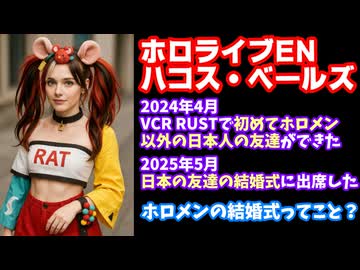 ホロライブEN
ハコス・ベールズ
2024年4月
VCR RUSTで初めてホロメン
以外の日本人の友達ができた
2025年5月
日本の友達の結婚式に出席した
ホロメンの結婚式ってこと？
RAT